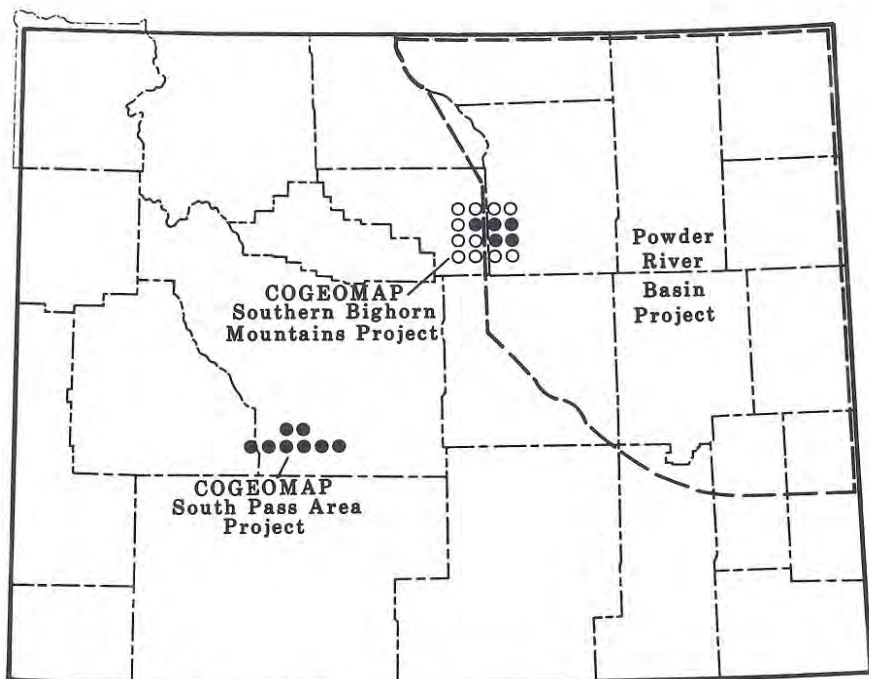 COGEOMAP
Southern Bighorn
Mountains Project
Powder
River
Basin
Project
COGEOMAP
South Pass Area
Project